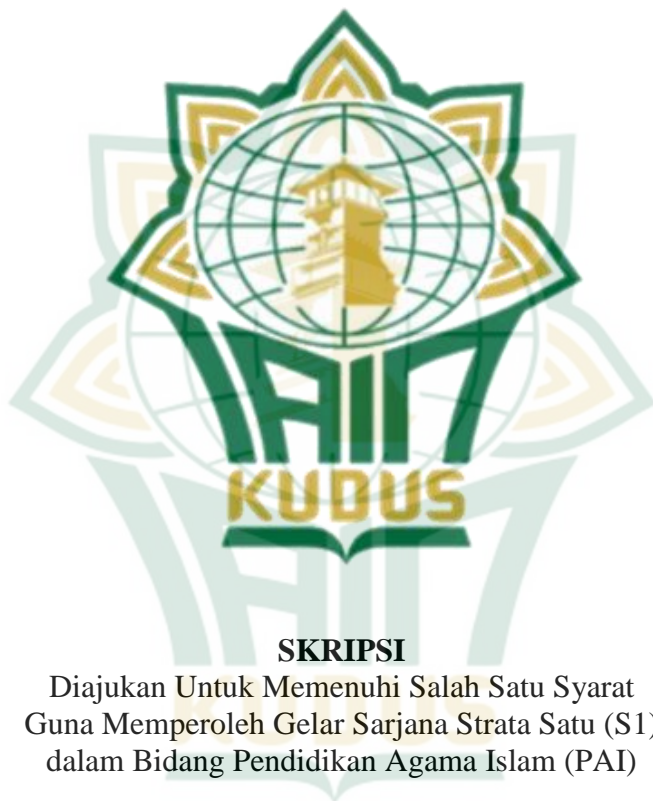 IAIN
KUDUS
SKRIPSI
Diajukan Untuk Memenuhi Salah Satu Syarat
Guna Memperoleh Gelar Sarjana Strata Satu (S1)
dalam Bidang Pendidikan Agama Islam (PAI)